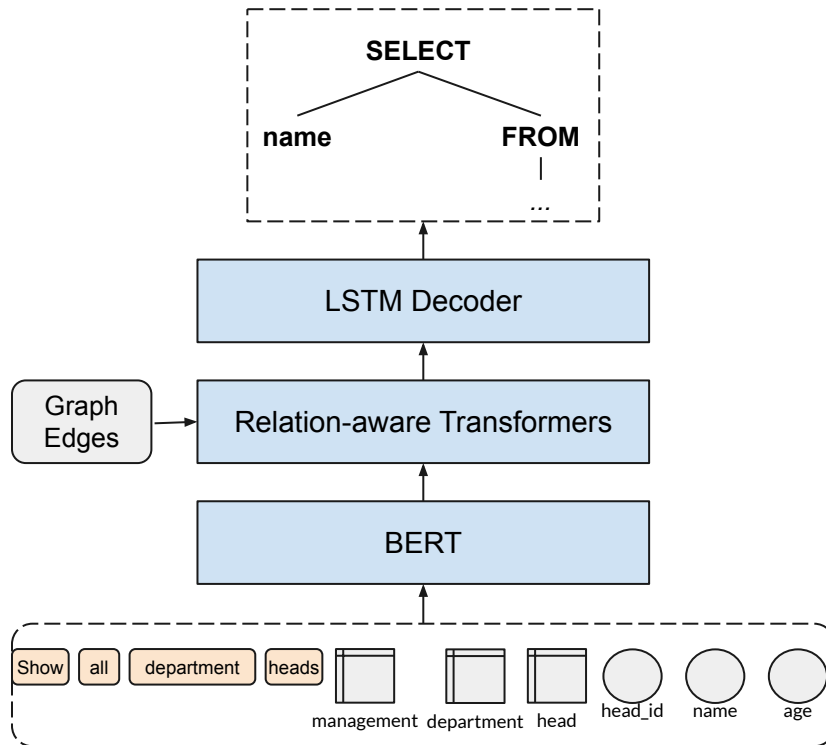 SELECT
name FROM
...
LSTM Decoder
Graph
Edges
Relation-aware Transformers
BERT
Show all department heads
management department head head_id name age